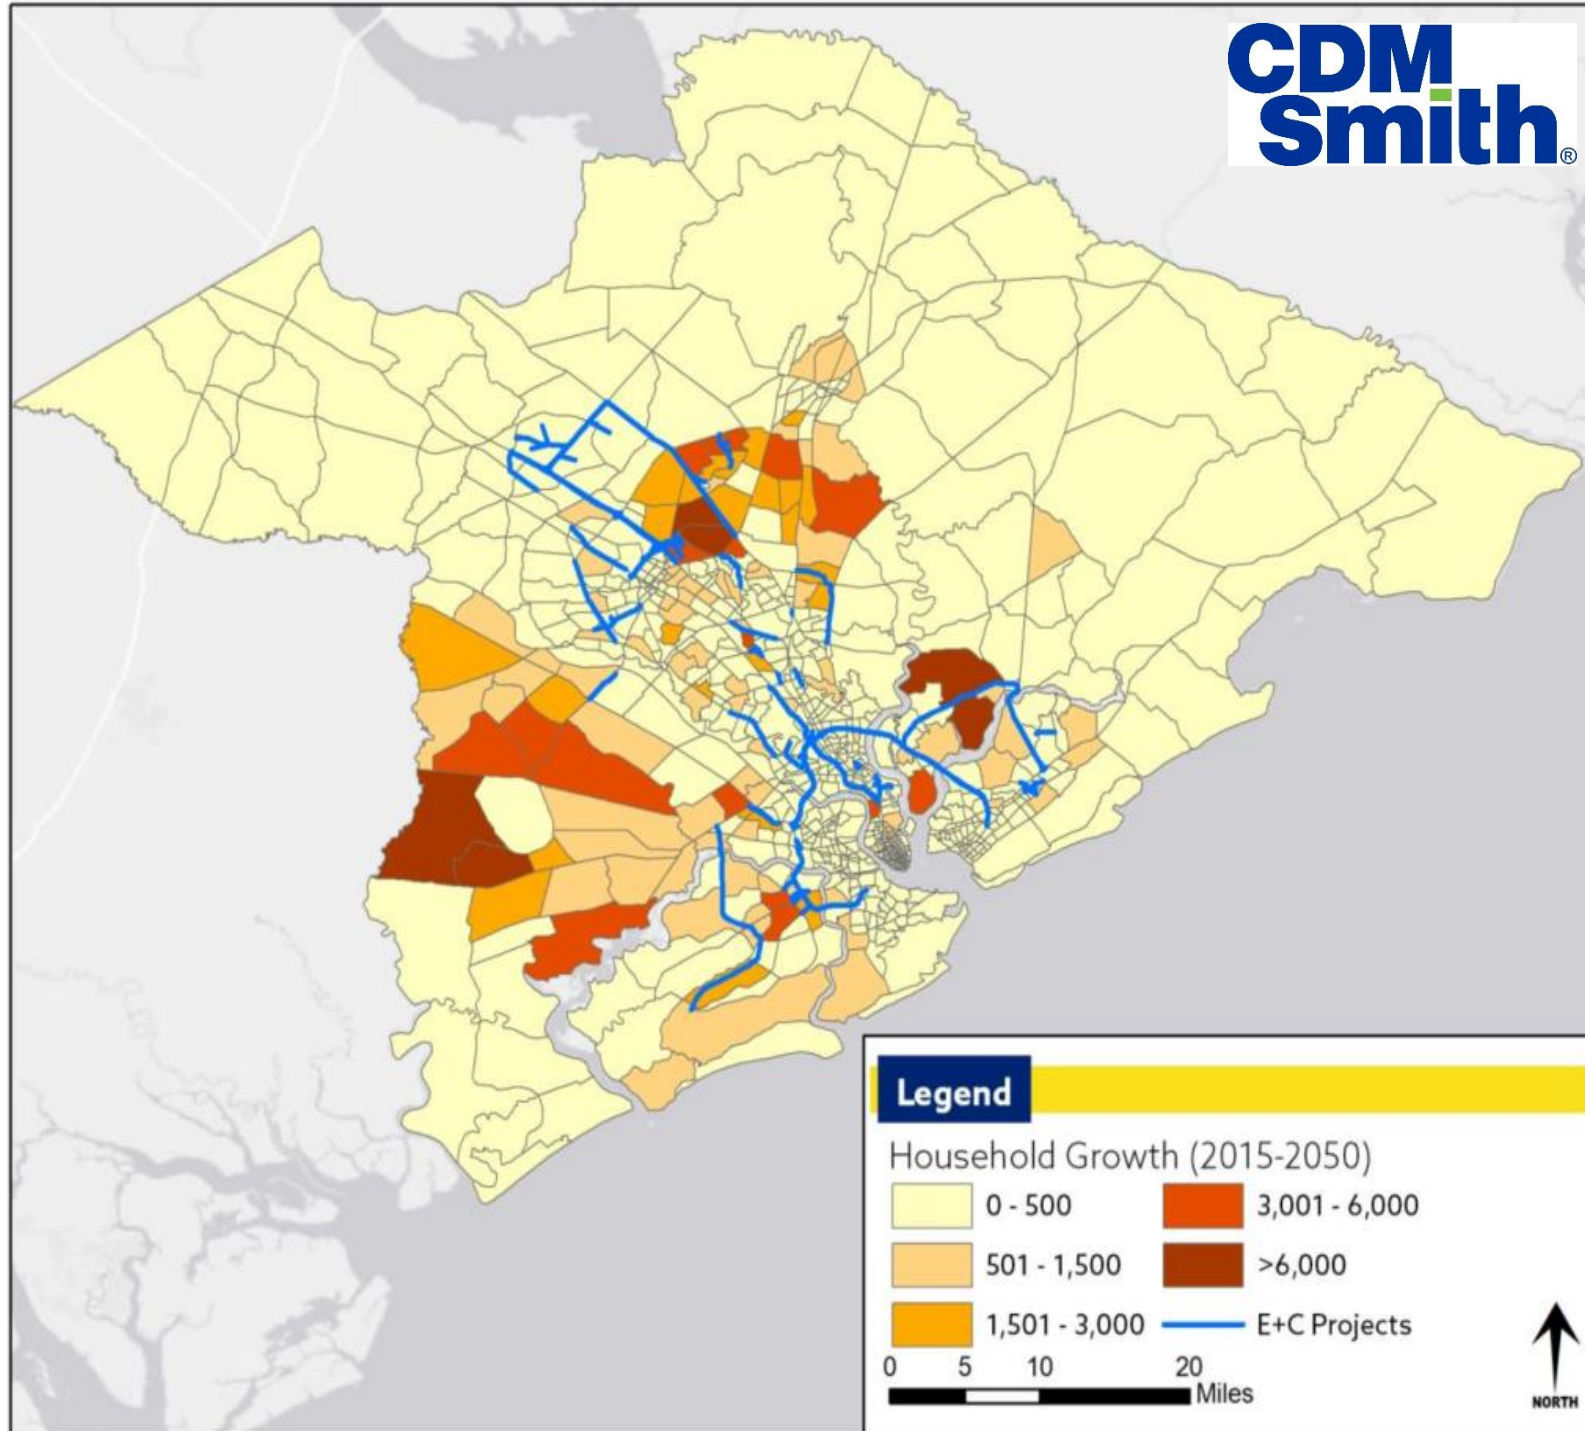 CDM
Smith®
Legend
Household Growth (2015-2050)
0 - 500
3,001 - 6,000
501 - 1,500
>6,000
1,501 - 3,000
E+C Projects
0 5 10 20
Miles
NORTH